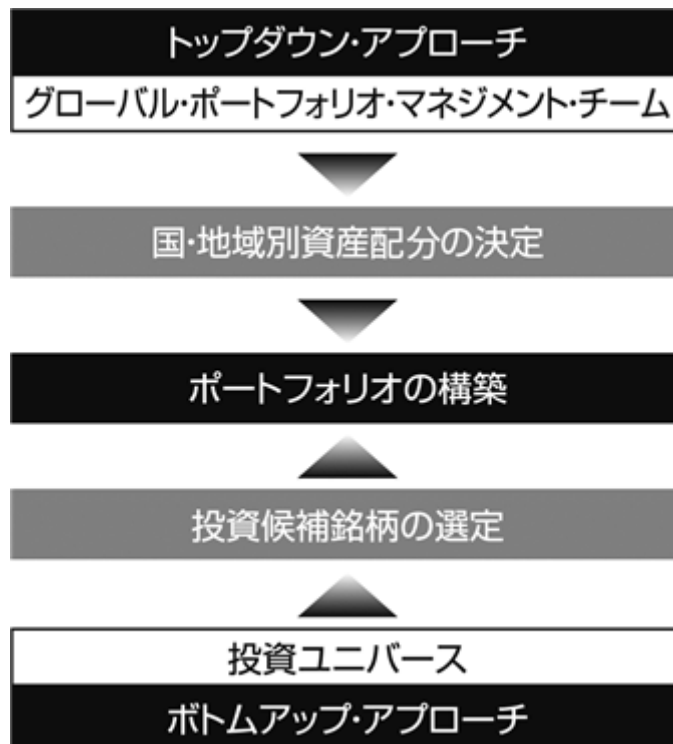 トップダウン・アプローチ
グローバル・ポートフォリオ・マネジメント・チーム
国・地域別資産配分の決定
ポートフォリオの構築
投資候補銘柄の選定
投資ユニバース
ボトムアップ・アプローチ